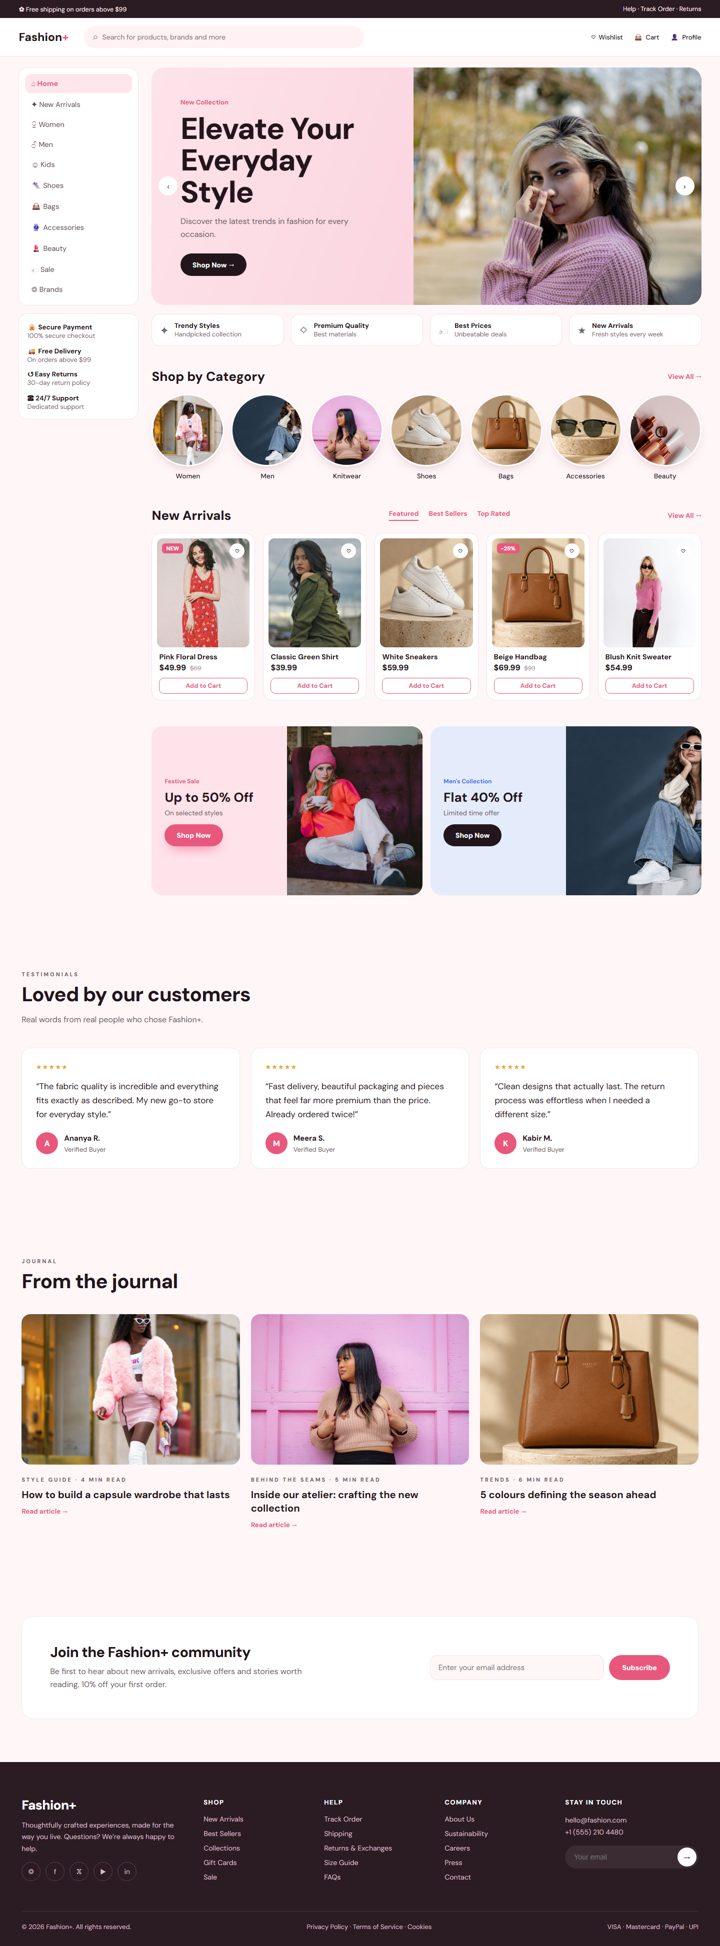 ✿ Free shipping on orders above $99
Help · Track Order · Returns
Fashion+
Search for products, brands and more
Wishlist
Cart
Profile
Home
New Arrivals
Women
Men
Kids
Shoes
Bags
Accessories
Beauty
Sale
Brands
Secure Payment
100% secure checkout
Free Delivery
On orders above $99
Easy Returns
30-day return policy
24/7 Support
Dedicated support
New Collection
Elevate Your
Everyday
Style
Discover the latest trends in fashion for every
occasion.
Shop Now →
Trendy Styles
Handpicked collection
Premium Quality
Best materials
Best Prices
Unbeatable deals
New Arrivals
Fresh styles every week
Shop by Category
View All →
Women
Men
Knitwear
Shoes
Bags
Accessories
Beauty
New Arrivals
Featured
Best Sellers
Top Rated
View All →
NEW
Pink Floral Dress
$49.99 $69
Add to Cart
Classic Green Shirt
$39.99
Add to Cart
White Sneakers
$59.99
Add to Cart
-25%
Beige Handbag
$69.99 $93
Add to Cart
Blush Knit Sweater
$54.99
Add to Cart
Festive Sale
Up to 50% Off
On selected styles
Shop Now
Men's Collection
Flat 40% Off
Limited time offer
Shop Now
TESTIMONIALS
Loved by our customers
Real words from real people who chose Fashion+.
★★★★★
“The fabric quality is incredible and everything
fits exactly as described. My new go-to store
for everyday style.”
A
Ananya R.
Verified Buyer
★★★★★
“Fast delivery, beautiful packaging and pieces
that feel far more premium than the price.
Already ordered twice!”
M
Meera S.
Verified Buyer
★★★★★
“Clean designs that actually last. The return
process was effortless when I needed a
different size.”
K
Kabir M.
Verified Buyer
JOURNAL
From the journal
STYLE GUIDE · 4 MIN READ
How to build a capsule wardrobe that lasts
Read article →
BEHIND THE SEAMS · 5 MIN READ
Inside our atelier: crafting the new
collection
Read article →
TRENDS · 6 MIN READ
5 colours defining the season ahead
Read article →
Join the Fashion+ community
Be first to hear about new arrivals, exclusive offers and stories worth
reading. 10% off your first order.
Enter your email address
Subscribe
Fashion+
Thoughtfully crafted experiences, made for the
way you live. Questions? We're always happy to
help.
f
𝕏
in
SHOP
New Arrivals
Best Sellers
Collections
Gift Cards
Sale
HELP
Track Order
Shipping
Returns & Exchanges
Size Guide
FAQs
COMPANY
About Us
Sustainability
Careers
Press
Contact
STAY IN TOUCH
hello@fashion.com
+1 (555) 210 4480
Your email
→
© 2026 Fashion+. All rights reserved.
Privacy Policy · Terms of Service · Cookies
VISA · Mastercard · PayPal · UPI